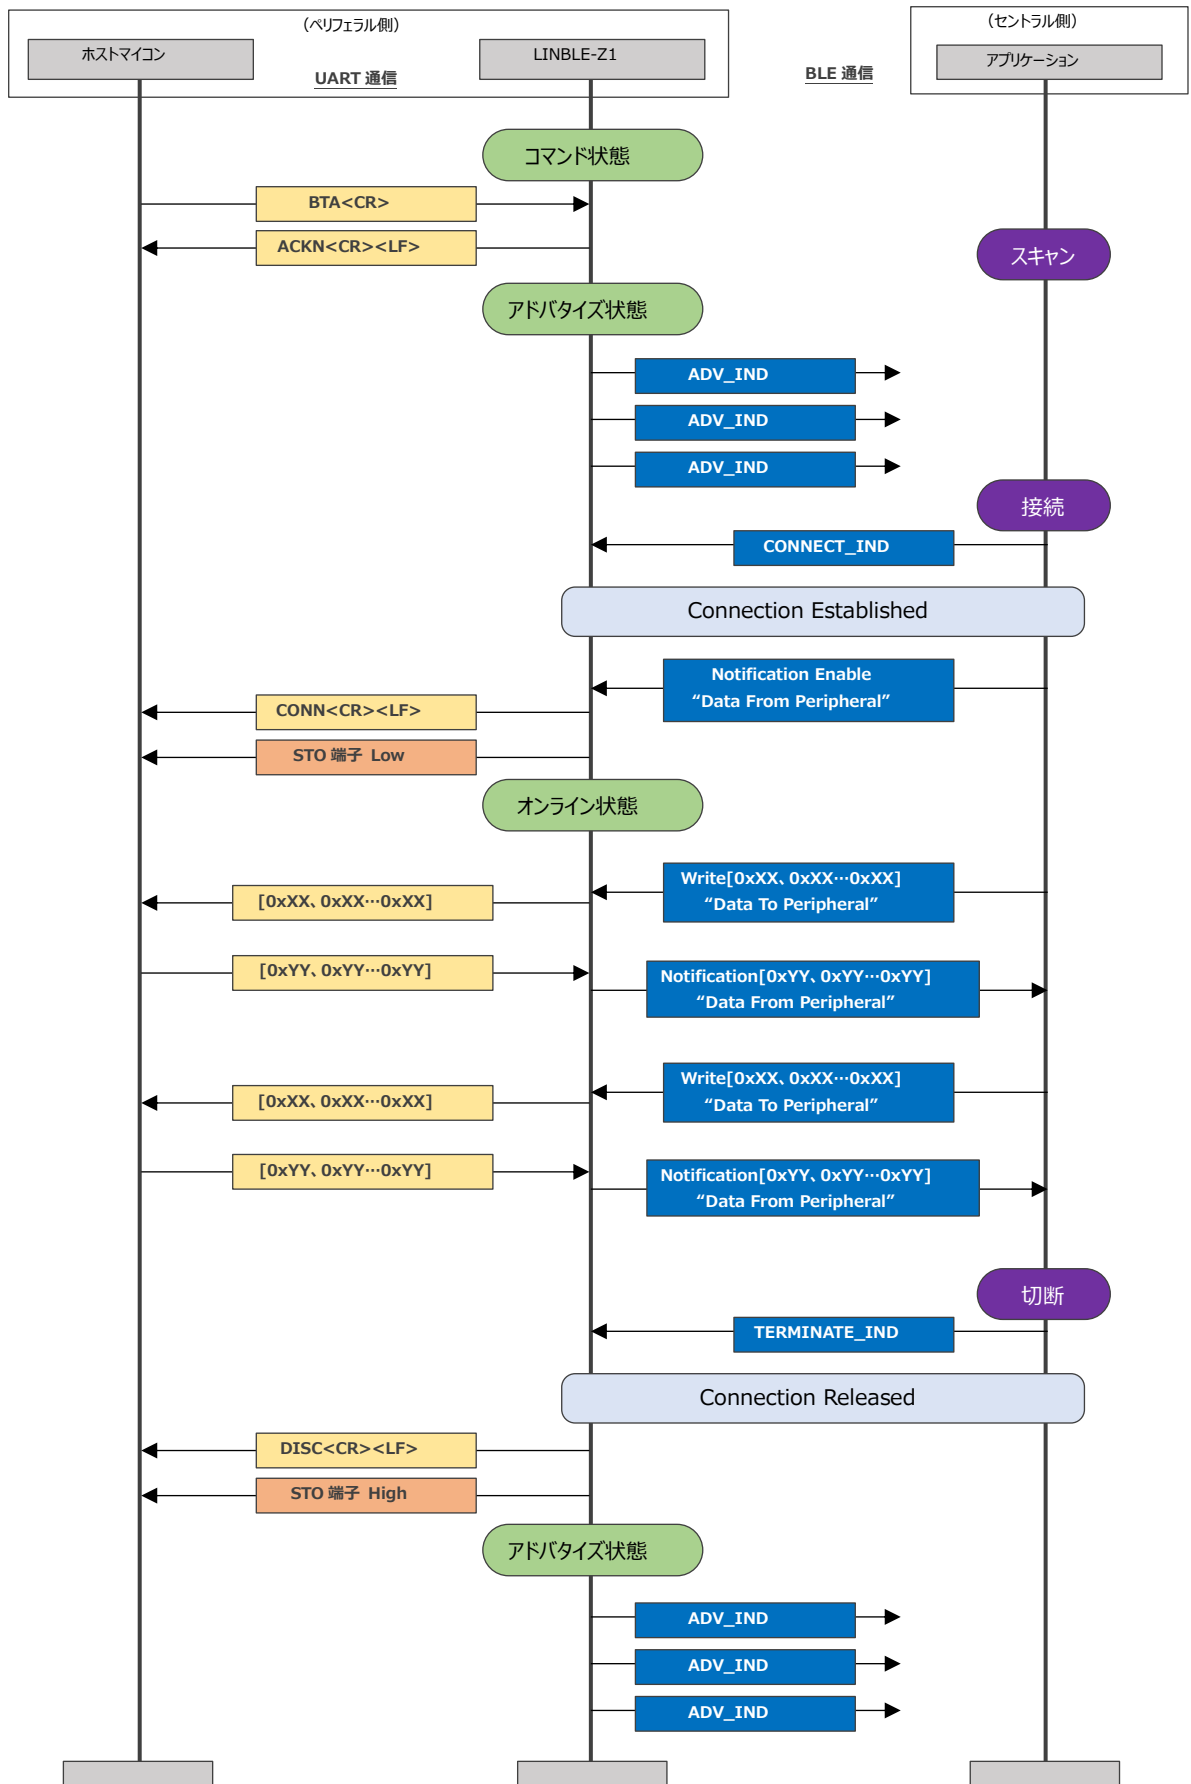 （ペリフェラル側）
（セントラル側）
ホストマイコン
LINBLE-Z1
アプリケーション
UART 通信
BLE 通信
コマンド状態
BTA<CR>
ACKN<CR><LF>
スキャン
アドバタイズ状態
ADV_IND
ADV_IND
ADV_IND
接続
CONNECT_IND
Connection Established
Notification Enable
“Data From Peripheral”
CONN<CR><LF>
STO 端子 Low
オンライン状態
Write[0xXX、0xXX…0xXX]
“Data To Peripheral”
[0xXX、0xXX…0xXX]
[0xYY、0xYY…0xYY]
Notification[0xYY、0xYY…0xYY]
“Data From Peripheral”
Write[0xXX、0xXX…0xXX]
“Data To Peripheral”
[0xXX、0xXX…0xXX]
[0xYY、0xYY…0xYY]
Notification[0xYY、0xYY…0xYY]
“Data From Peripheral”
切断
TERMINATE_IND
Connection Released
DISC<CR><LF>
STO 端子 High
アドバタイズ状態
ADV_IND
ADV_IND
ADV_IND